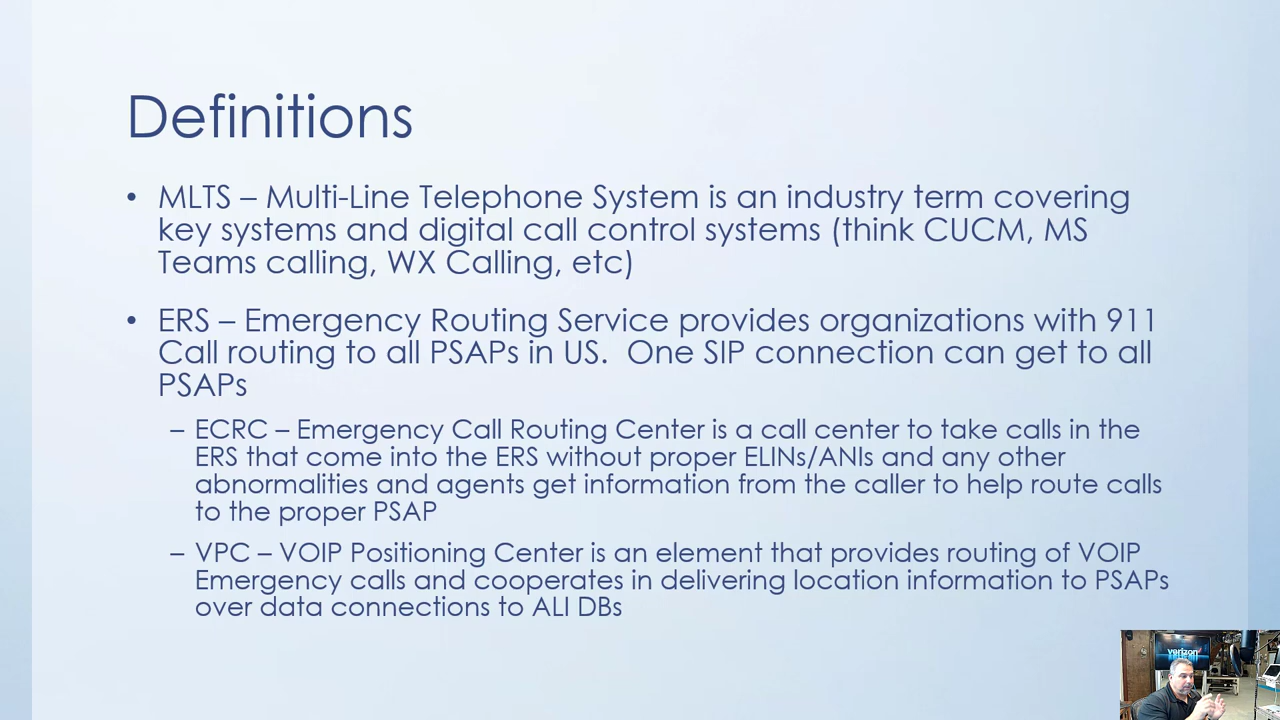 Definitions
• MLTS – Multi-Line Telephone System is an industry term covering
key systems and digital call control systems (think CUCM, MS
Teams calling, WX Calling, etc)
• ERS – Emergency Routing Service provides organizations with 911
Call routing to all PSAPs in US.  One SIP connection can get to all
PSAPs
– ECRC – Emergency Call Routing Center is a call center to take calls in the
ERS that come into the ERS without proper ELINs/ANIs and any other
abnormalities and agents get information from the caller to help route calls
to the proper PSAP
– VPC – VOIP Positioning Center is an element that provides routing of VOIP
Emergency calls and cooperates in delivering location information to PSAPs
over data connections to ALI DBs
verizon